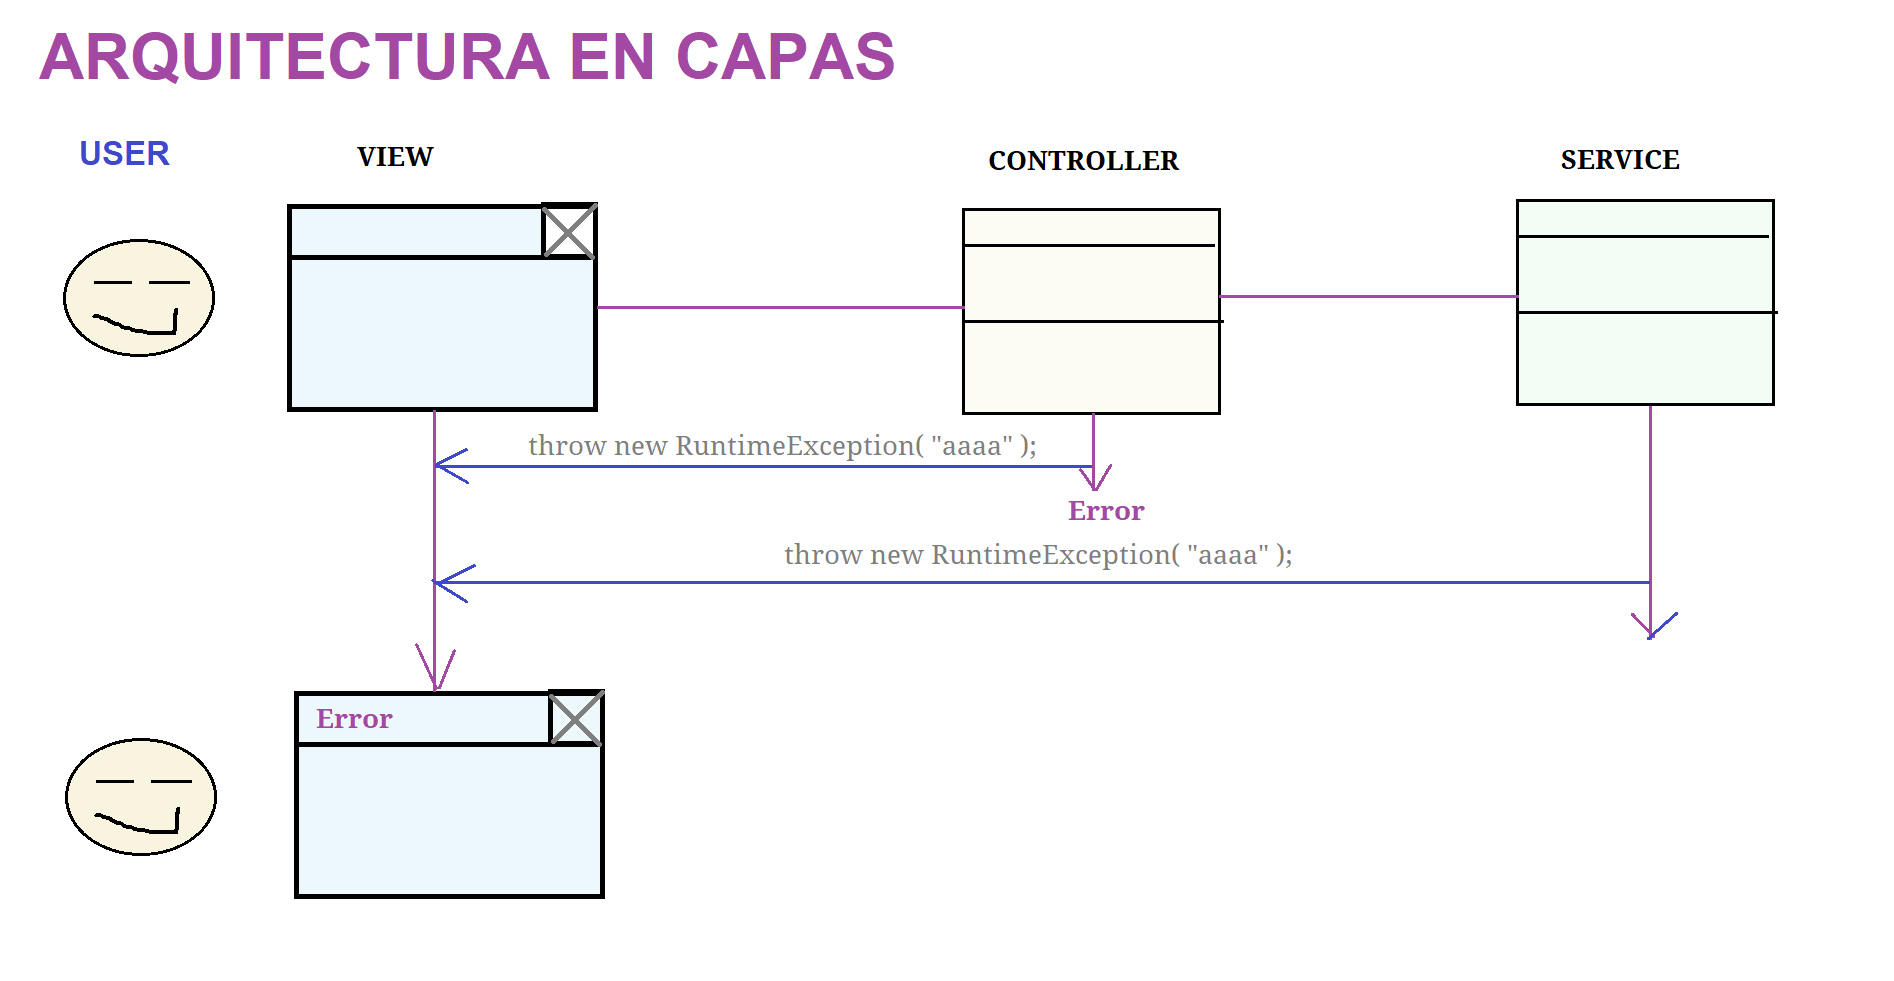 ARQUITECTURA EN CAPAS
USER
VIEW
CONTROLLER
SERVICE
throw new RuntimeException( "aaaa" );
Error
throw new RuntimeException( "aaaa" );
Error